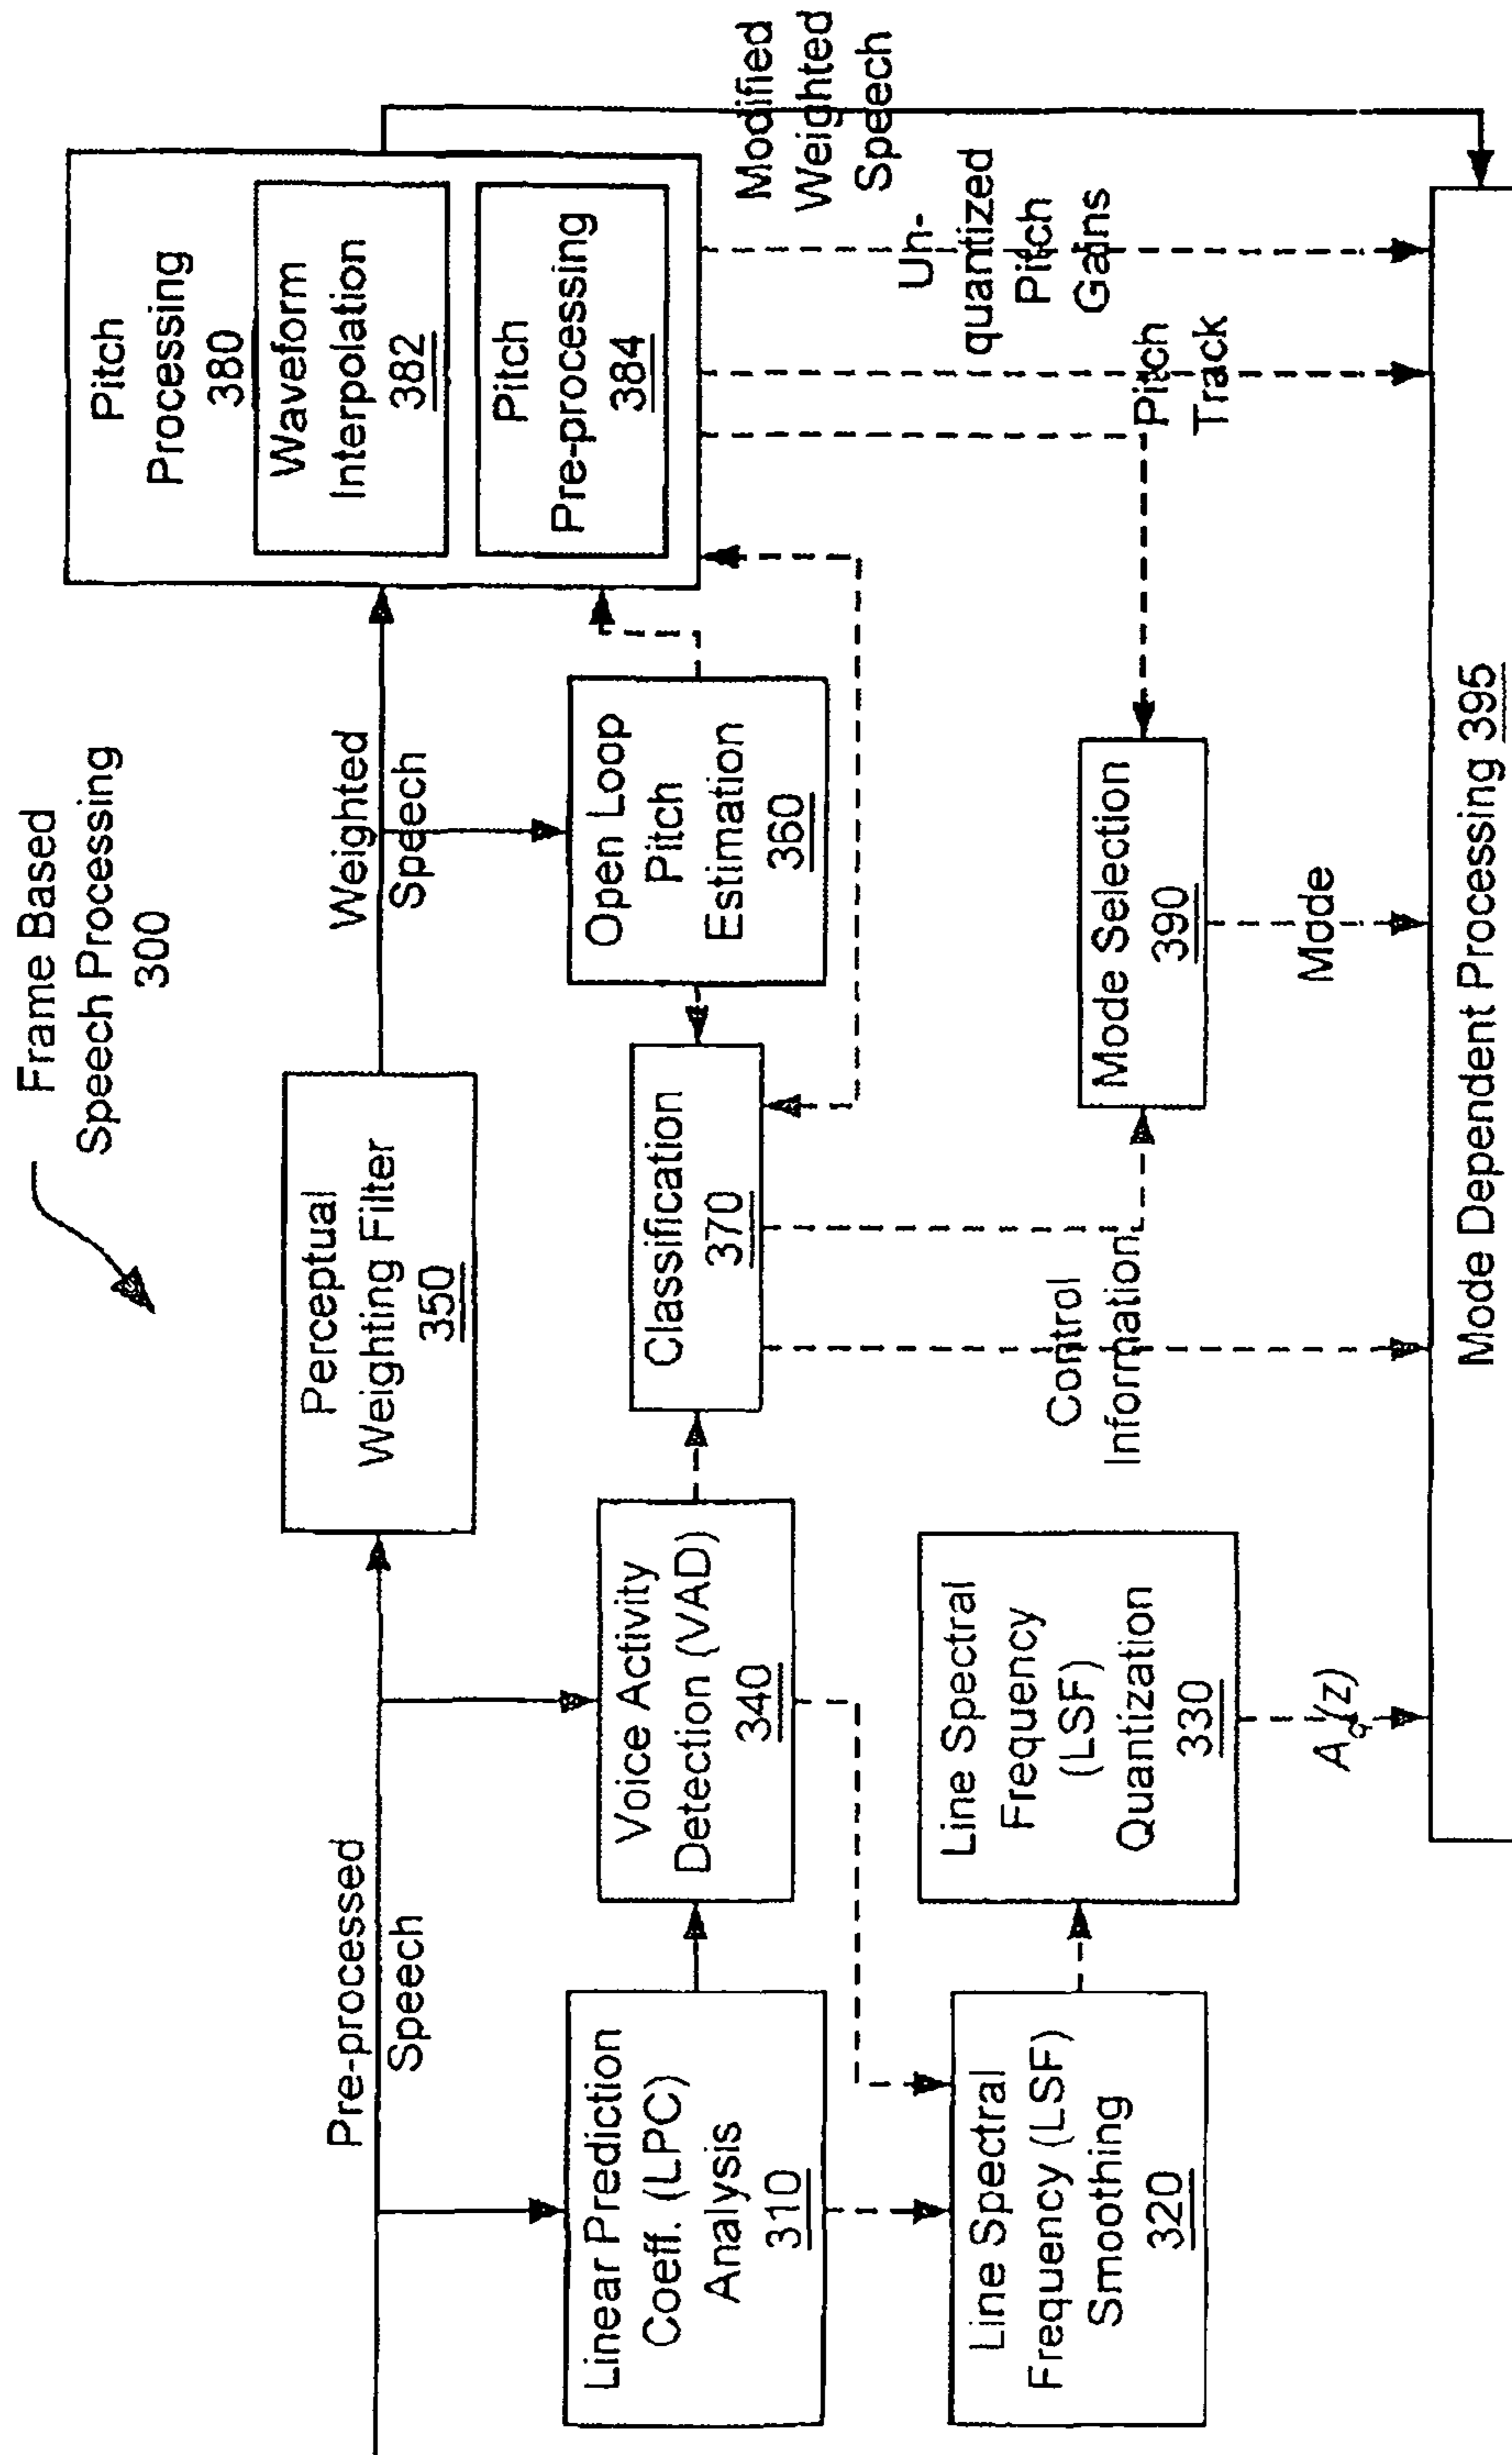 Frame Based
Speech Processing
300
Pre-processed
Speech
Perceptual
Weighting Filter
350
Weighted
Speech
Pitch
Processing
380
Waveform
Interpolation
382
Pitch
Pre-processing
384
Linear Prediction
Coeff. (LPC)
Analysis
310
Voice Activity
Detection (VAD)
340
Classification
370
Open Loop
Pitch
Estimation
360
Modified
Weighted
Speech
Un-
quantized
Pitch
Gains
Pitch
Track
Line Spectral
Frequency (LSF)
Smoothing
320
Line Spectral
Frequency
(LSF)
Quantization
330
Control
Information
Mode Selection
390
Mode
A_q(z)
Mode Dependent Processing 395